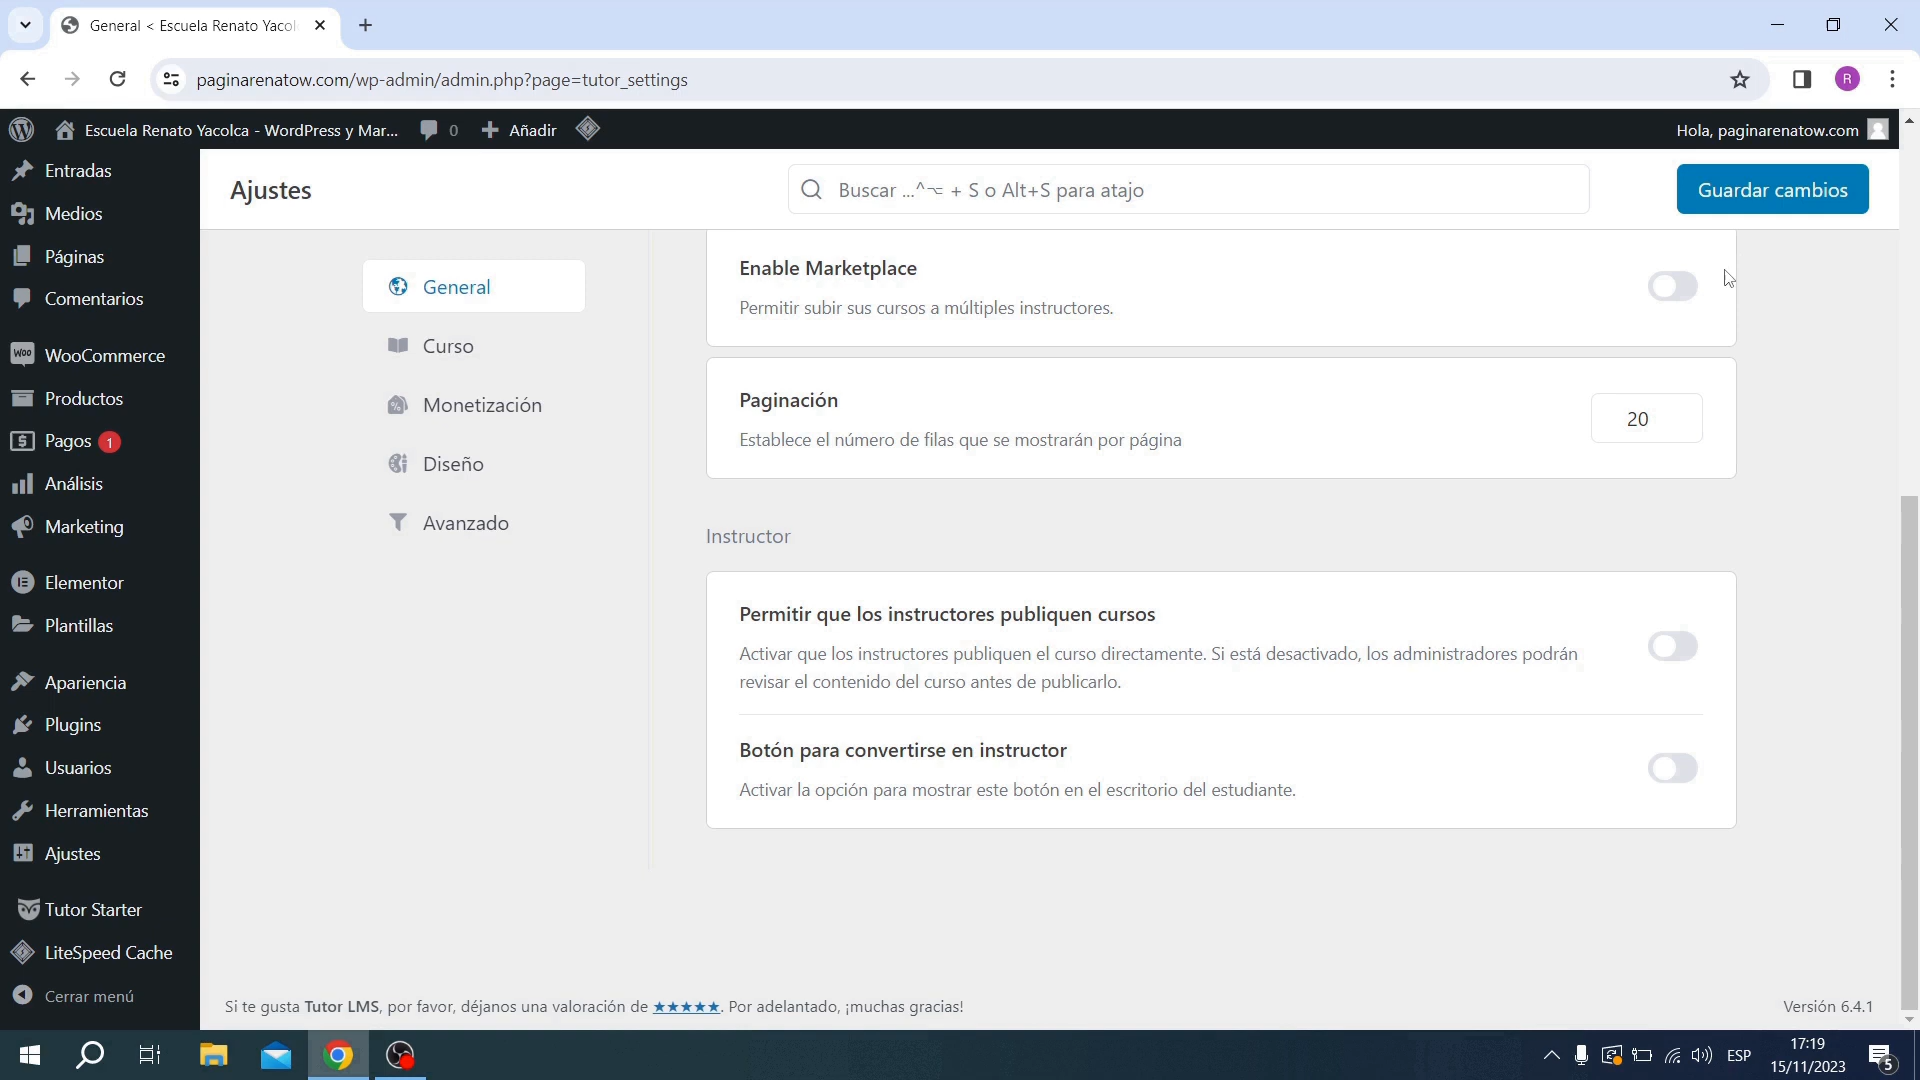 General < Escuela Renato Yacol
paginarenatow.com/wp-admin/admin.php?page=tutor_settings
R
Escuela Renato Yacolca - WordPress y Mar...
0
Añadir
Hola, paginarenatow.com
Entradas
Medios
Páginas
Comentarios
WooCommerce
Productos
Pagos 1
Análisis
Marketing
Elementor
Plantillas
Apariencia
Plugins
Usuarios
Herramientas
Ajustes
Tutor Starter
LiteSpeed Cache
Cerrar menú
Ajustes
Buscar ...^⌥ + S o Alt+S para atajo
Guardar cambios
General
Curso
Monetización
Diseño
Avanzado
Enable Marketplace
Permitir subir sus cursos a múltiples instructores.
Paginación
Establece el número de filas que se mostrarán por página
20
Instructor
Permitir que los instructores publiquen cursos
Activar que los instructores publiquen el curso directamente. Si está desactivado, los administradores podrán
revisar el contenido del curso antes de publicarlo.
Botón para convertirse en instructor
Activar la opción para mostrar este botón en el escritorio del estudiante.
Si te gusta Tutor LMS, por favor, déjanos una valoración de ★★★★★. Por adelantado, ¡muchas gracias!
Versión 6.4.1
ESP
17:19
15/11/2023
5